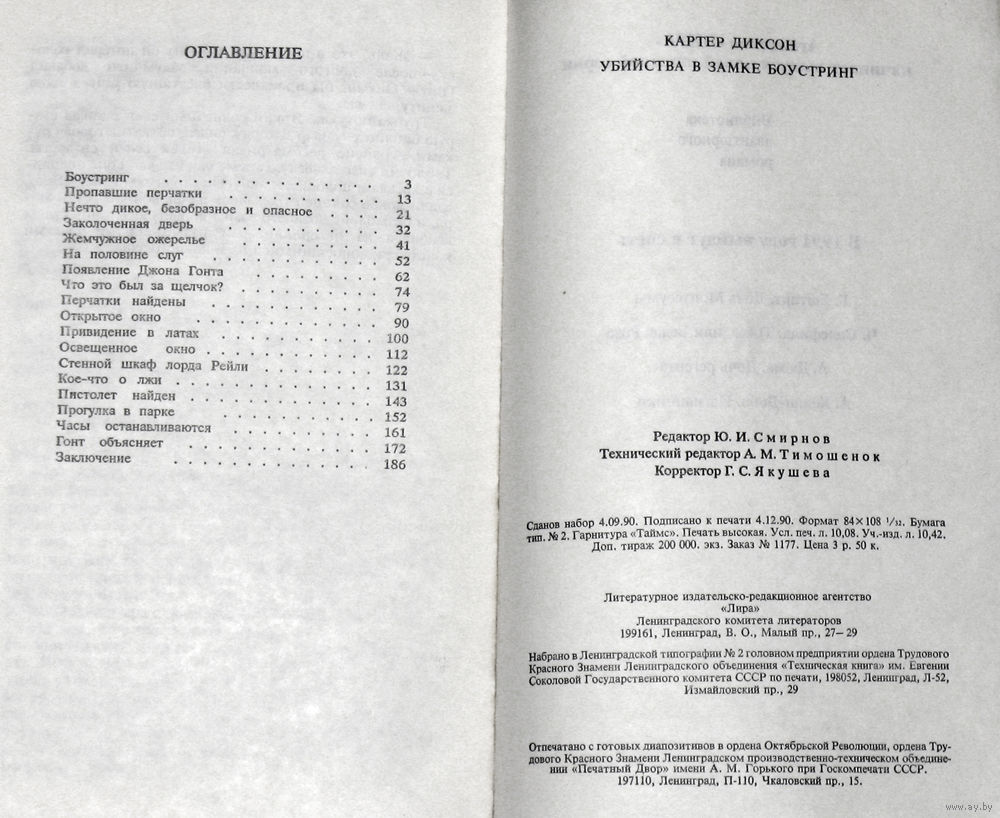 ОГЛАВЛЕНИЕ
Боустринг . . . . . . . . . . . . . . 3
Пропавшие перчатки . . . . . . . . . . 13
Нечто дикое, безобразное и опасное . . . . 21
Заколоченная дверь . . . . . . . . . . 32
Жемчужное ожерелье . . . . . . . . . . 41
На половине слуг . . . . . . . . . . . 52
Появление Джона Гонта . . . . . . . . 62
Что это был за щелчок? . . . . . . . . 74
Перчатки найдены . . . . . . . . . . . 79
Открытое окно . . . . . . . . . . . . 90
Привидение в латах . . . . . . . . . . 100
Освещенное окно . . . . . . . . . . . 112
Стенной шкаф лорда Рейли . . . . . . . 122
Кое-что о лжи . . . . . . . . . . . . 131
Пистолет найден . . . . . . . . . . . 143
Прогулка в парке . . . . . . . . . . 152
Часы останавливаются . . . . . . . . . 161
Гонт объясняет . . . . . . . . . . . 172
Заключение . . . . . . . . . . . . . 186
КАРТЕР ДИКСОН
УБИЙСТВА В ЗАМКЕ БОУСТРИНГ
Редактор Ю. И. Смирнов
Технический редактор А. М. Тимошенок
Корректор Г. С. Якушева
Сданов набор 4.09.90. Подписано к печати 4.12.90. Формат 84×108 1/32. Бумага
тип. № 2. Гарнитура «Таймс». Печать высокая. Усл. печ. л. 10,08. Уч.-изд. л. 10,42.
Доп. тираж 200 000. экз. Заказ № 1177. Цена 3 р. 50 к.
Литературное издательско-редакционное агентство
«Лира»
Ленинградского комитета литераторов
199161, Ленинград, В. О., Малый пр., 27—29
Набрано в Ленинградской типографии № 2 головном предприятии ордена Трудового
Красного Знамени Ленинградского объединения «Техническая книга» им. Евгении
Соколовой Государственного комитета СССР по печати, 198052, Ленинград, Л-52,
Измайловский пр., 29
Отпечатано с готовых диапозитивов в ордена Октябрьской Революции, ордена Тру-
дового Красного Знамени Ленинградском производственно-техническом объедине-
нии «Печатный Двор» имени А. М. Горького при Госкомпечати СССР.
197110, Ленинград, П-110, Чкаловский пр., 15.
www.ay.by